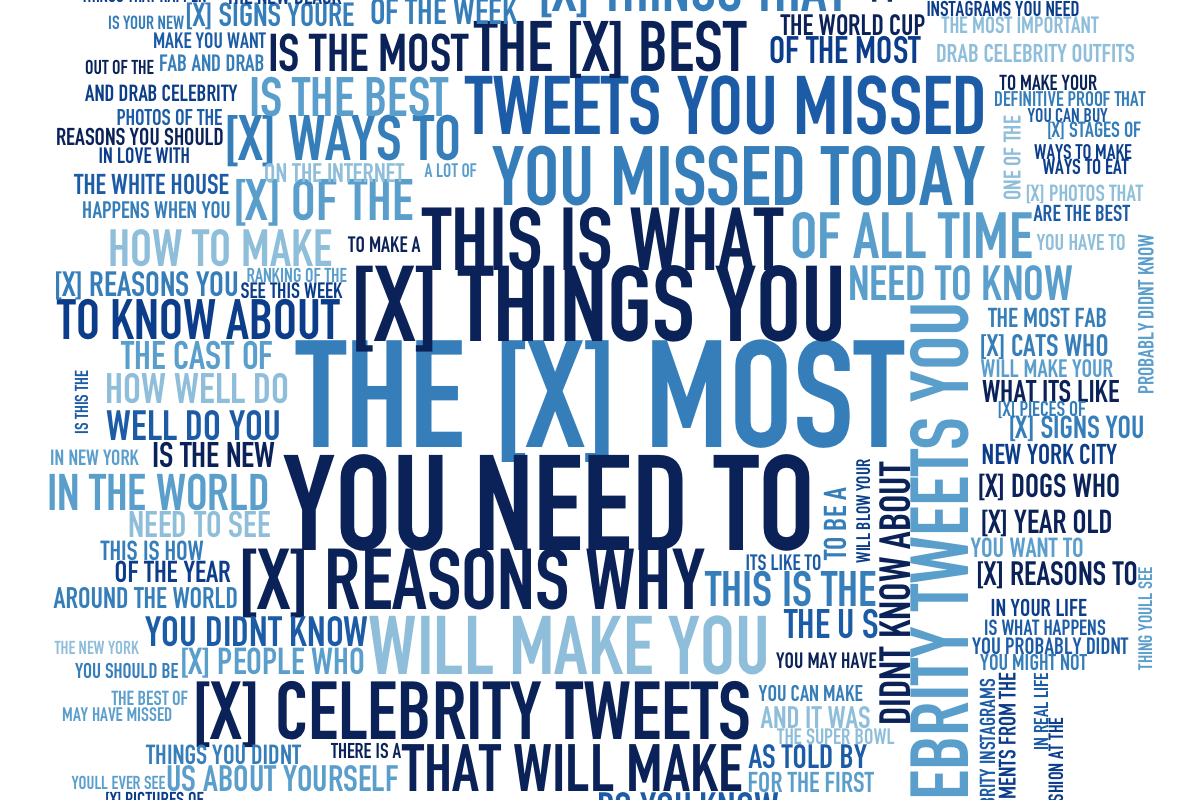 [X] THINGS THAT
INSTAGRAMS YOU NEED
IS YOUR NEW
[X] SIGNS YOURE
OF THE WEEK
THE WORLD CUP
THE MOST IMPORTANT
MAKE YOU WANT
IS THE MOST
THE [X] BEST
OF THE MOST
DRAB CELEBRITY OUTFITS
OUT OF THE
FAB AND DRAB
AND DRAB CELEBRITY
IS THE BEST
TWEETS YOU MISSED
TO MAKE YOUR
DEFINITIVE PROOF THAT
PHOTOS OF THE
YOU CAN BUY
REASONS YOU SHOULD
[X] WAYS TO
[X] STAGES OF
IN LOVE WITH
ONE OF THE
WAYS TO MAKE
WAYS TO EAT
ON THE INTERNET
A LOT OF
YOU MISSED TODAY
THE WHITE HOUSE
[X] OF THE
[X] PHOTOS THAT
HAPPENS WHEN YOU
ARE THE BEST
HOW TO MAKE
TO MAKE A
THIS IS WHAT
OF ALL TIME
YOU HAVE TO
[X] REASONS YOU
RANKING OF THE
SEE THIS WEEK
[X] THINGS YOU
NEED TO KNOW
PROBABLY DIDNT KNOW
TO KNOW ABOUT
THE MOST FAB
THE CAST OF
THE [X] MOST
[X] CATS WHO
WILL MAKE YOUR
IS THIS THE
HOW WELL DO
WHAT ITS LIKE
[X] PIECES OF
WELL DO YOU
[X] SIGNS YOU
IN NEW YORK
IS THE NEW
YOU NEED TO
NEW YORK CITY
IN THE WORLD
[X] DOGS WHO
NEED TO SEE
TO BE A
WILL BLOW YOUR
DIDNT KNOW ABOUT
EBRITY TWEETS YOU
[X] YEAR OLD
THIS IS HOW
YOU WANT TO
OF THE YEAR
[X] REASONS WHY
ITS LIKE TO
[X] REASONS TO
AROUND THE WORLD
THIS IS THE
THING YOULL SEE
IN YOUR LIFE
YOU DIDNT KNOW
WILL MAKE YOU
THE U S
IS WHAT HAPPENS
THE NEW YORK
YOU PROBABLY DIDNT
YOU SHOULD BE
[X] PEOPLE WHO
YOU MAY HAVE
YOU MIGHT NOT
THE BEST OF
[X] CELEBRITY TWEETS
YOU CAN MAKE
MAY HAVE MISSED
AND IT WAS
THE SUPER BOWL
BRITY INSTAGRAMS
MENTS FROM THE
IN REAL LIFE
SHION AT THE
THINGS YOU DIDNT
THERE IS A
THAT WILL MAKE
AS TOLD BY
YOULL EVER SEE
US ABOUT YOURSELF
FOR THE FIRST
[X] PICTURES OF
DO YOU KNOW